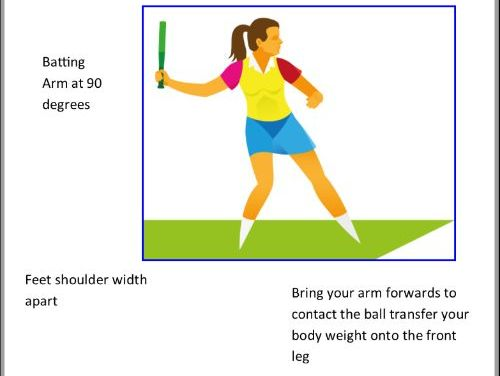 Batting
Arm at 90
degrees
Feet shoulder width
apart
Bring your arm forwards to
contact the ball transfer your
body weight onto the front
leg